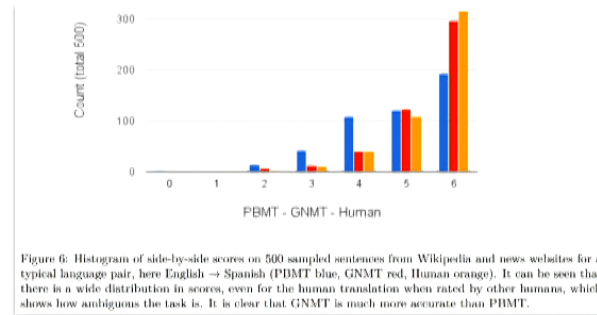 300
200
100
0
Count (total 500)
0 1 2 3 4 5 6
PBMT - GNMT - Human
Figure 6: Histogram of side-by-side scores on 500 sampled sentences from Wikipedia and news websites for a
typical language pair, here English → Spanish (PBMT blue, GNMT red, Human orange). It can be seen that
there is a wide distribution in scores, even for the human translation when rated by other humans, which
shows how ambiguous the task is. It is clear that GNMT is much more accurate than PBMT.